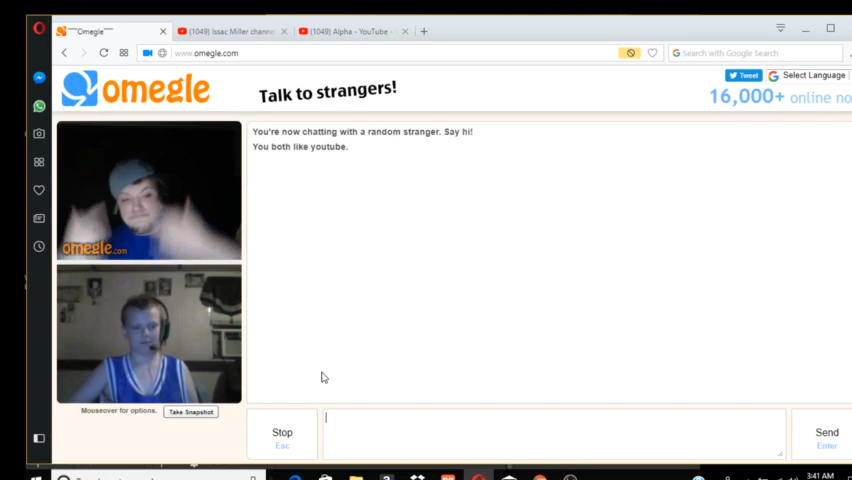 Omegle
(1049) Issac Miller channe
(1049) Alpha - YouTube -
www.omegle.com
Search with Google Search
omegle
Talk to strangers!
Tweet
Select Language
16,000+ online no
You're now chatting with a random stranger. Say hi!
You both like youtube.
omegle.com
Mouseover for options.
Take Snapshot
Stop
Esc
Send
Enter
3:41 AM